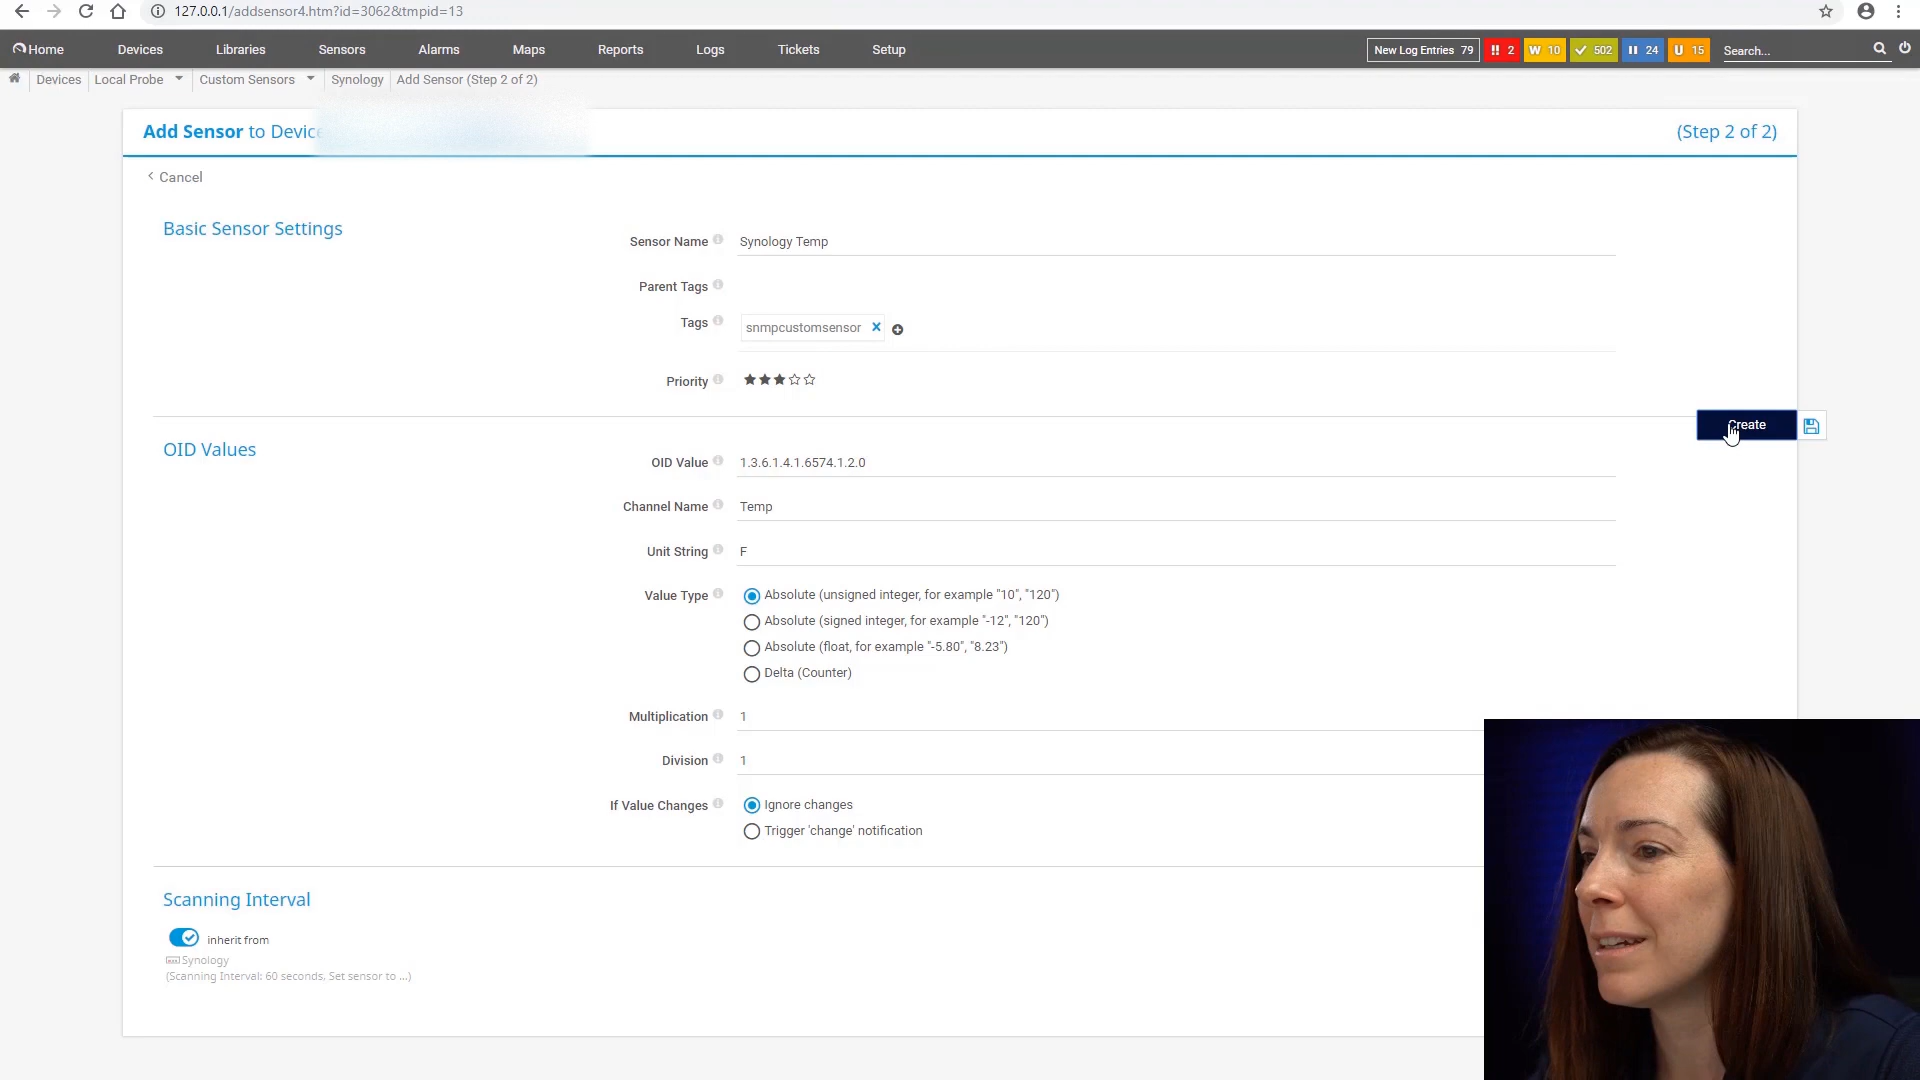 127.0.0.1/addsensor4.htm?id=3062&tmpid=13
Home Devices Libraries Sensors Alarms Maps Reports Logs Tickets Setup New Log Entries 79 !! 2 W 10 502 24 U 15 Search...
Devices Local Probe Custom Sensors Synology Add Sensor (Step 2 of 2)
Add Sensor to Device (Step 2 of 2)
< Cancel
Basic Sensor Settings
Sensor Name Synology Temp
Parent Tags
Tags snmpcustomsensor
Priority
Create
OID Values
OID Value 1.3.6.1.4.1.6574.1.2.0
Channel Name Temp
Unit String F
Value Type Absolute (unsigned integer, for example "10", "120")
Absolute (signed integer, for example "-12", "120")
Absolute (float, for example "-5.80", "8.23")
Delta (Counter)
Multiplication 1
Division 1
If Value Changes Ignore changes
Trigger 'change' notification
Scanning Interval
inherit from
Synology
(Scanning Interval: 60 seconds, Set sensor to ...)